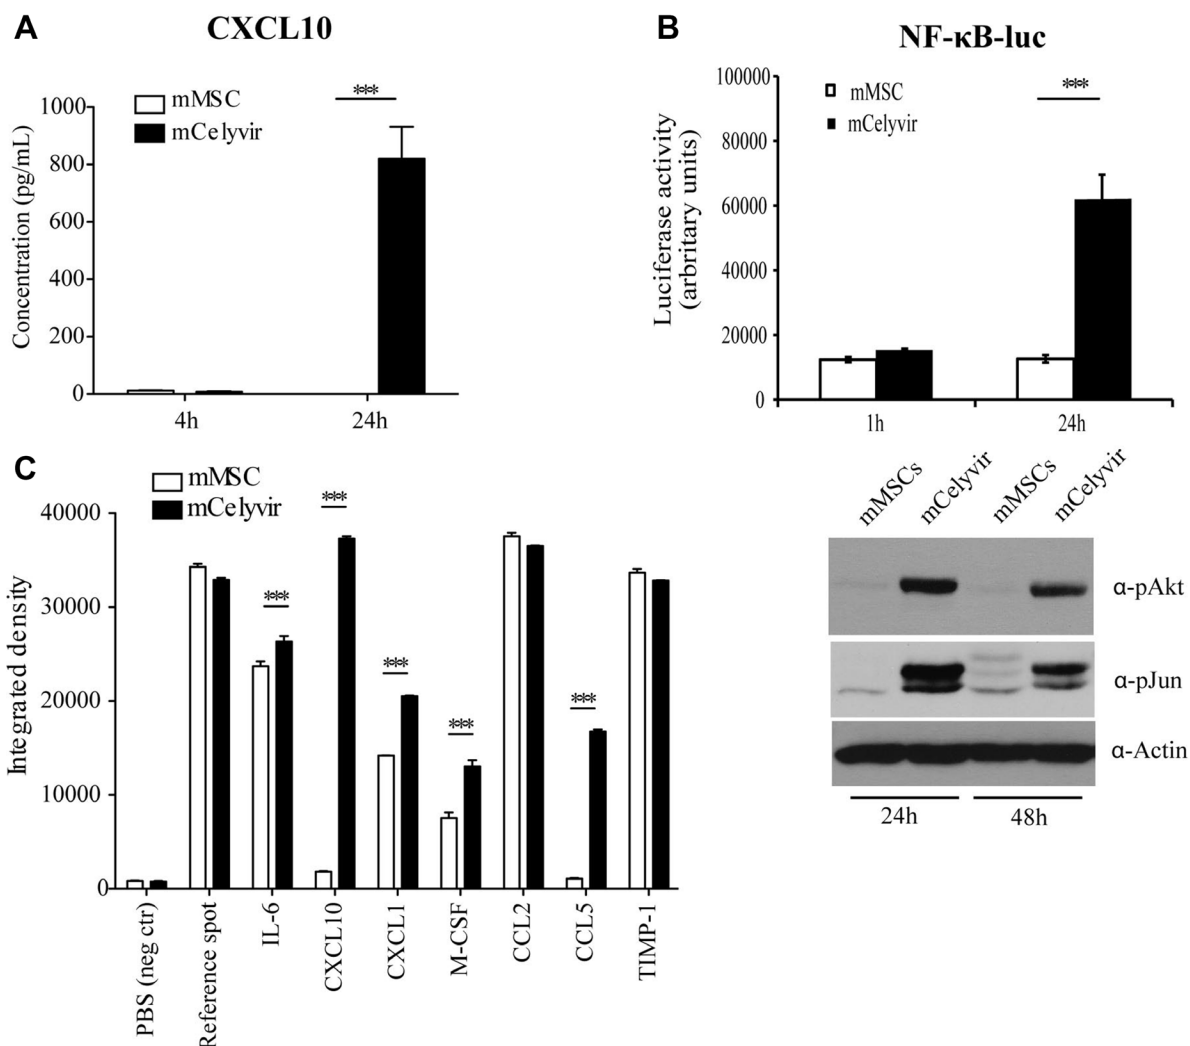 A
CXCL10
mMSC
mCelyvir
***
Concentration (pg/mL)
1000
800
600
400
200
0
4h
24h
B
NF-κB-luc
mMSC
mCelyvir
***
Luciferase activity
(arbritary units)
100000
80000
60000
40000
20000
0
1h
24h
C
mMSC
mCelyvir
Integrated density
40000
30000
20000
10000
0
***
***
***
***
***
PBS (neg ctr)
Reference spot
IL-6
CXCL10
CXCL1
M-CSF
CCL2
CCL5
TIMP-1
mMSCs
mCelyvir
mMSCs
mCelyvir
α-pAkt
α-pJun
α-Actin
24h
48h